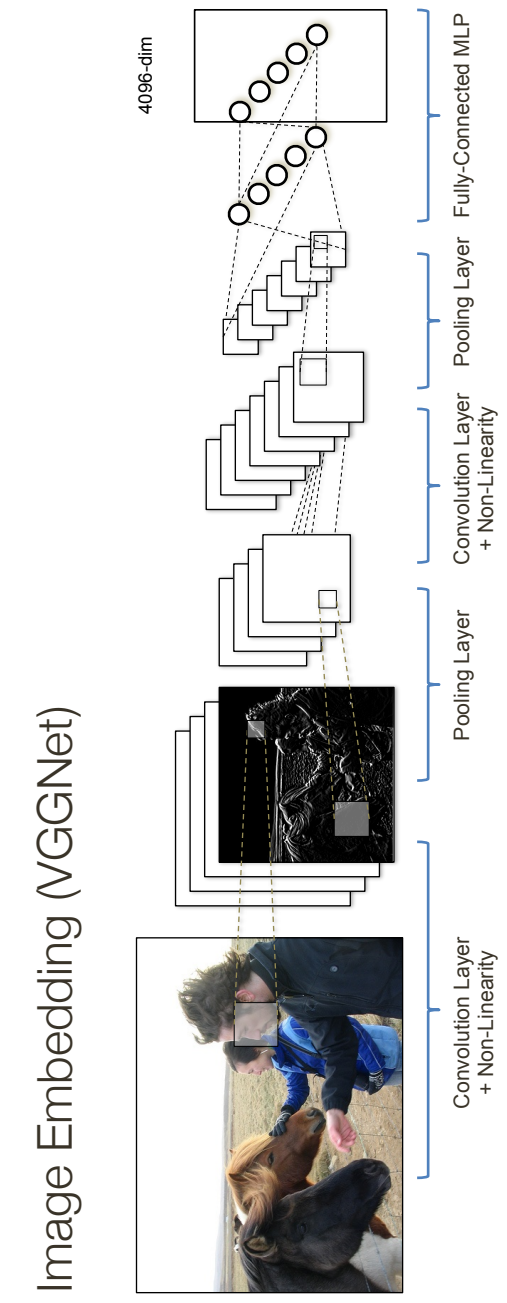 Image Embedding (VGGNet)
4096-dim
Convolution Layer
+ Non-Linearity
Pooling Layer
Convolution Layer
+ Non-Linearity
Pooling Layer
Fully-Connected MLP